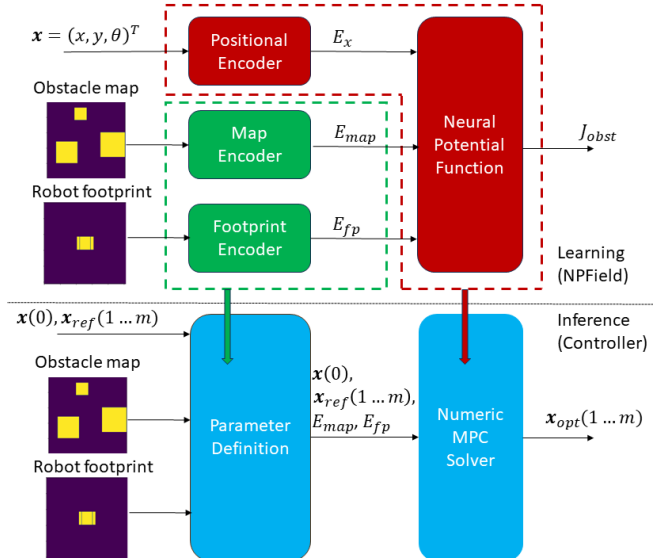 x = (x, y, θ)^T
Positional
Encoder
E_x
Obstacle map
Map
Encoder
E_map
Neural
Potential
Function
J_obst
Robot footprint
Footprint
Encoder
E_fp
Learning
(NPField)
x(0), x_ref(1 … m)
Inference
(Controller)
Obstacle map
Parameter
Definition
x(0),
x_ref(1 … m),
E_map, E_fp
Numeric
MPC
Solver
x_opt(1 … m)
Robot footprint